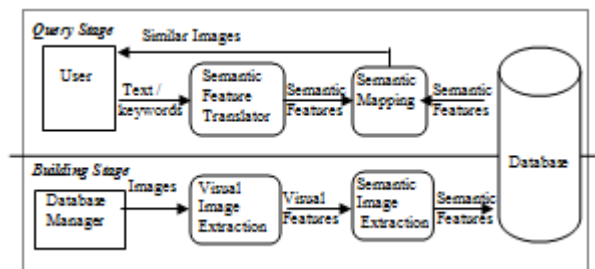 Query Stage
Similar Images
User
Text /
keywords
Semantic
Feature
Translator
Semantic
Features
Semantic
Mapping
Semantic
Features
Database
Building Stage
Database
Manager
Images
Visual
Image
Extraction
Visual
Features
Semantic
Image
Extraction
Semantic
Features